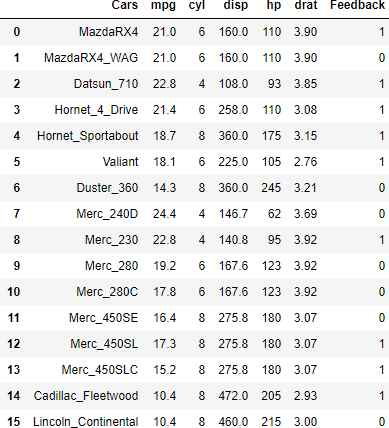 Cars mpg cyl disp hp drat Feedback
0 MazdaRX4 21.0 6 160.0 110 3.90 1
1 MazdaRX4_WAG 21.0 6 160.0 110 3.90 0
2 Datsun_710 22.8 4 108.0 93 3.85 1
3 Hornet_4_Drive 21.4 6 258.0 110 3.08 1
4 Hornet_Sportabout 18.7 8 360.0 175 3.15 1
5 Valiant 18.1 6 225.0 105 2.76 1
6 Duster_360 14.3 8 360.0 245 3.21 0
7 Merc_240D 24.4 4 146.7 62 3.69 0
8 Merc_230 22.8 4 140.8 95 3.92 1
9 Merc_280 19.2 6 167.6 123 3.92 0
10 Merc_280C 17.8 6 167.6 123 3.92 0
11 Merc_450SE 16.4 8 275.8 180 3.07 0
12 Merc_450SL 17.3 8 275.8 180 3.07 1
13 Merc_450SLC 15.2 8 275.8 180 3.07 1
14 Cadillac_Fleetwood 10.4 8 472.0 205 2.93 1
15 Lincoln_Continental 10.4 8 460.0 215 3.00 0